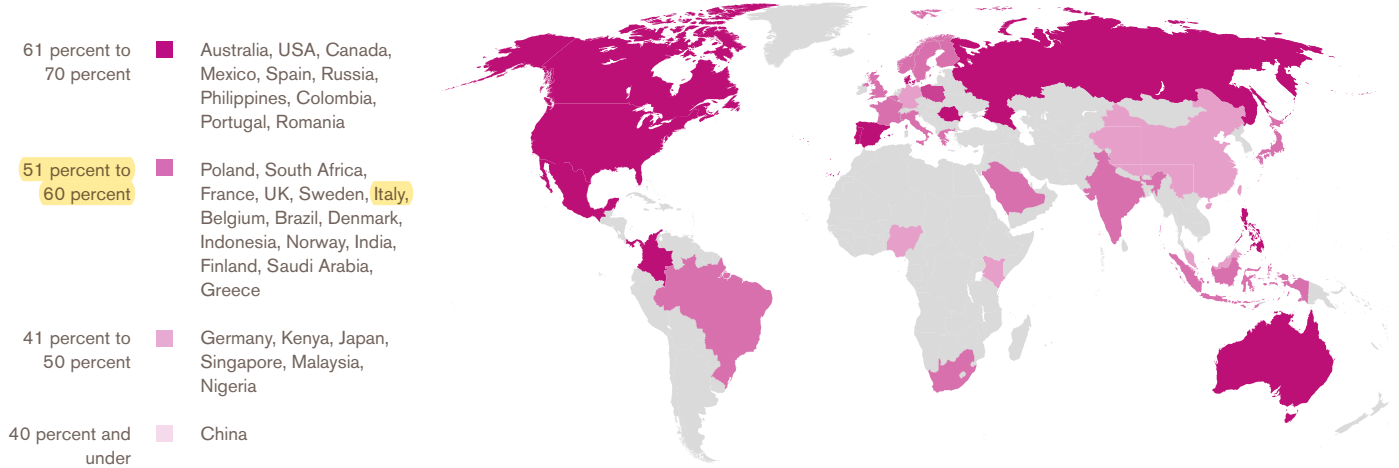 61 percent to
70 percent
Australia, USA, Canada,
Mexico, Spain, Russia,
Philippines, Colombia,
Portugal, Romania
51 percent to
60 percent
Poland, South Africa,
France, UK, Sweden, Italy,
Belgium, Brazil, Denmark,
Indonesia, Norway, India,
Finland, Saudi Arabia,
Greece
41 percent to
50 percent
Germany, Kenya, Japan,
Singapore, Malaysia,
Nigeria
40 percent and
under
China